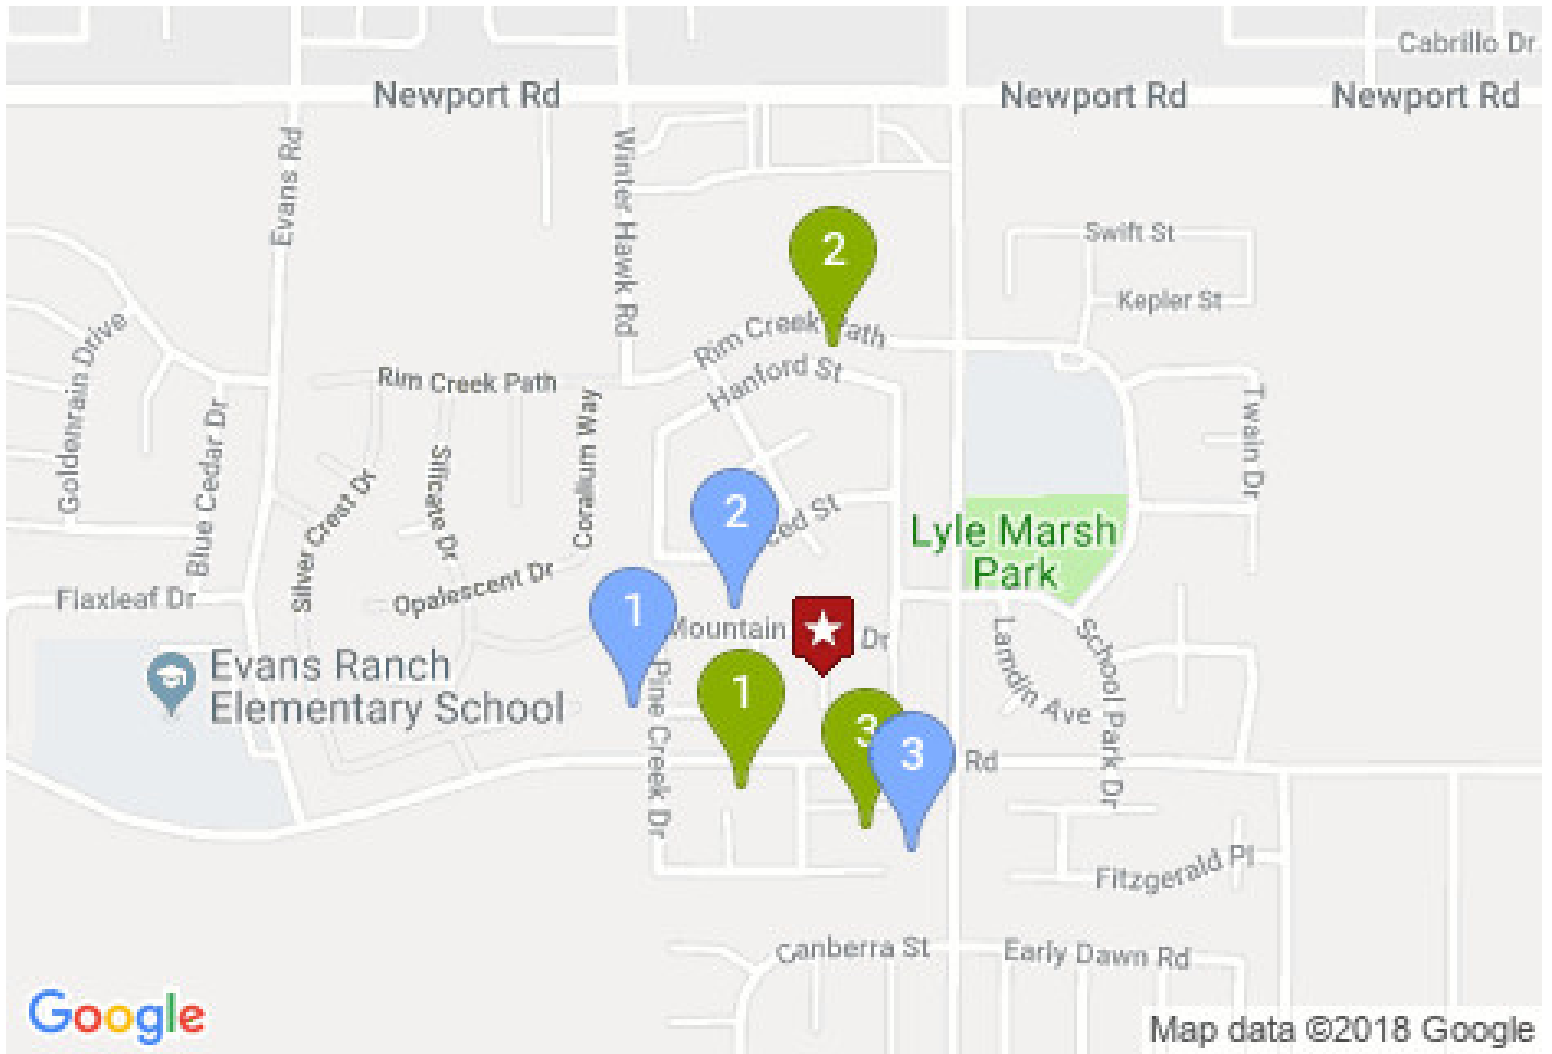 Cabrillo Dr
Newport Rd
Newport Rd
Newport Rd
Evans Rd
Winter Hawk Rd
Swift St
Kepler St
2
Rim Creek Path
Hanford St
Rim Creek Path
Goldenrain Drive
Blue Cedar Dr
Silver Crest Dr
Silicate Dr
Corallum Way
Twain Dr
2
ced St
Lyle Marsh
Park
Flaxleaf Dr
Opalescent Dr
1
Mountain
Dr
Lamdin Ave
School Park Dr
Evans Ranch
Elementary School
Pine Creek Dr
1
3
3
Rd
Fitzgerald Pl
Canberra St
Early Dawn Rd
Google
Map data ©2018 Google